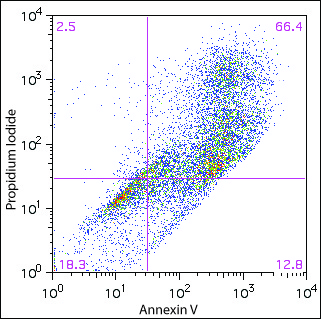 10⁴
2.5 66.4
10³
Propidium Iodide
10²
10¹
10⁰
18.3 12.8
10⁰ 10¹ 10² 10³ 10⁴
Annexin V